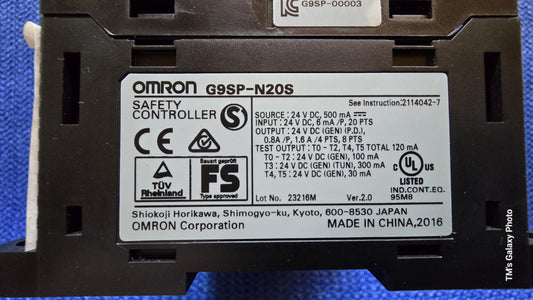 G9SP-00003
OMRON G9SP-N20S
SAFETY CONTROLLER
See Instruction:2114042-7
SOURCE : 24 V DC, 500 mA
INPUT : 24 V DC, 6 mA /P, 20 PTS
OUTPUT : 24 V DC (GEN) (P.D.),
0.8A /P, 1.6 A /4 PTS, 8 PTS
TEST OUTPUT : T0 - T2, T4, T5 TOTAL 120 mA
T0 - T2 : 24 V DC (GEN), 100 mA
T3 : 24 V DC (GEN) (TUN), 300 mA
T4, T5 : 24 V DC (GEN), 30 mA
CE
TÜV
Rheinland
Bauart geprüft
FS
Type approved
C UL US
LISTED
IND.CONT.EQ.
95M8
Lot No. 23216M Ver.2.0
Shiokoji Horikawa, Shimogyo-ku, Kyoto, 600-8530 JAPAN
OMRON Corporation MADE IN CHINA,2016
TM's Galaxy Photo